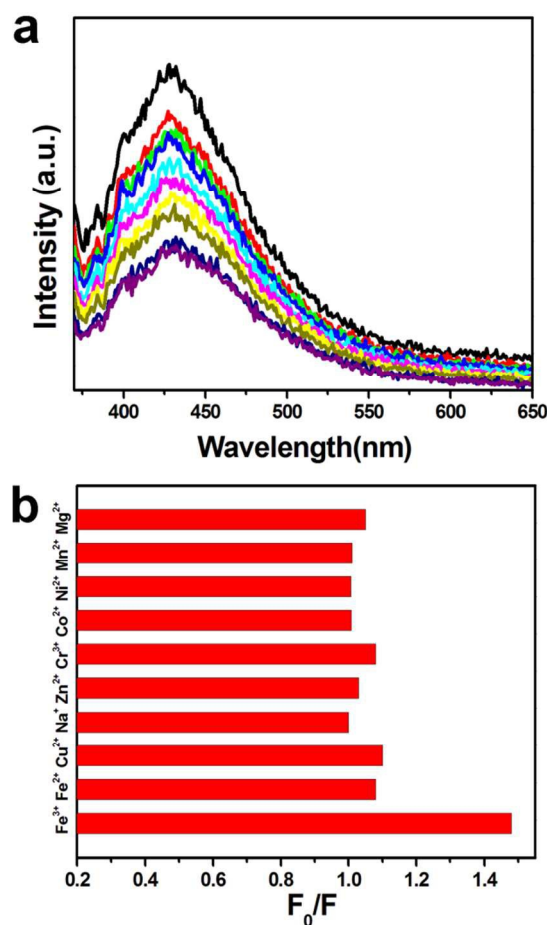 a
Intensity (a.u.)
400 450 500 550 600 650
Wavelength(nm)
b
Mg²⁺
Mn²⁺
Ni²⁺
Co²⁺
Cr³⁺
Zn²⁺
Na⁺
Cu²⁺
Fe²⁺
Fe³⁺
0.2 0.4 0.6 0.8 1.0 1.2 1.4
F₀/F